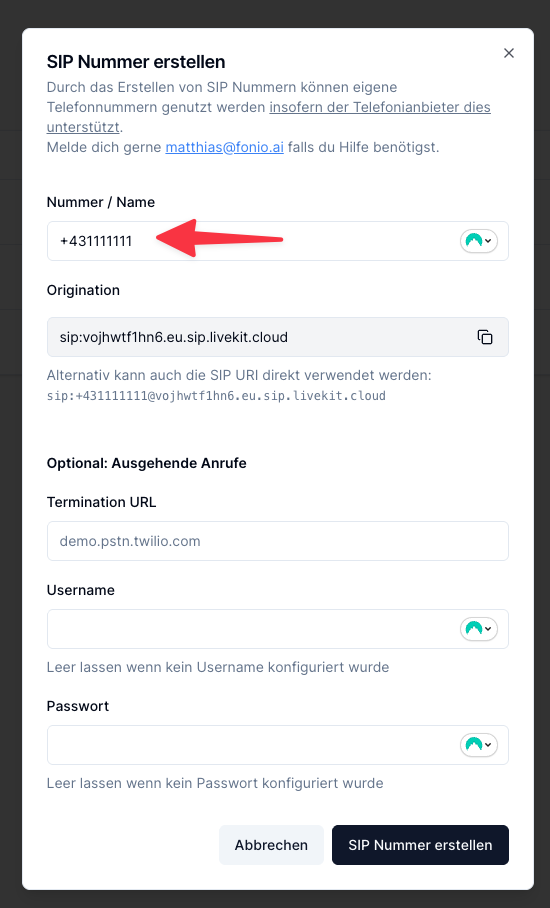 SIP Nummer erstellen
Durch das Erstellen von SIP Nummern können eigene
Telefonnummern genutzt werden insofern der Telefonianbieter dies
unterstützt.
Melde dich gerne matthias@fonio.ai falls du Hilfe benötigst.
Nummer / Name
+431111111
Origination
sip:vojhwtf1hn6.eu.sip.livekit.cloud
Alternativ kann auch die SIP URI direkt verwendet werden:
sip:+431111111@vojhwtf1hn6.eu.sip.livekit.cloud
Optional: Ausgehende Anrufe
Termination URL
demo.pstn.twilio.com
Username
Leer lassen wenn kein Username konfiguriert wurde
Passwort
Leer lassen wenn kein Passwort konfiguriert wurde
Abbrechen
SIP Nummer erstellen